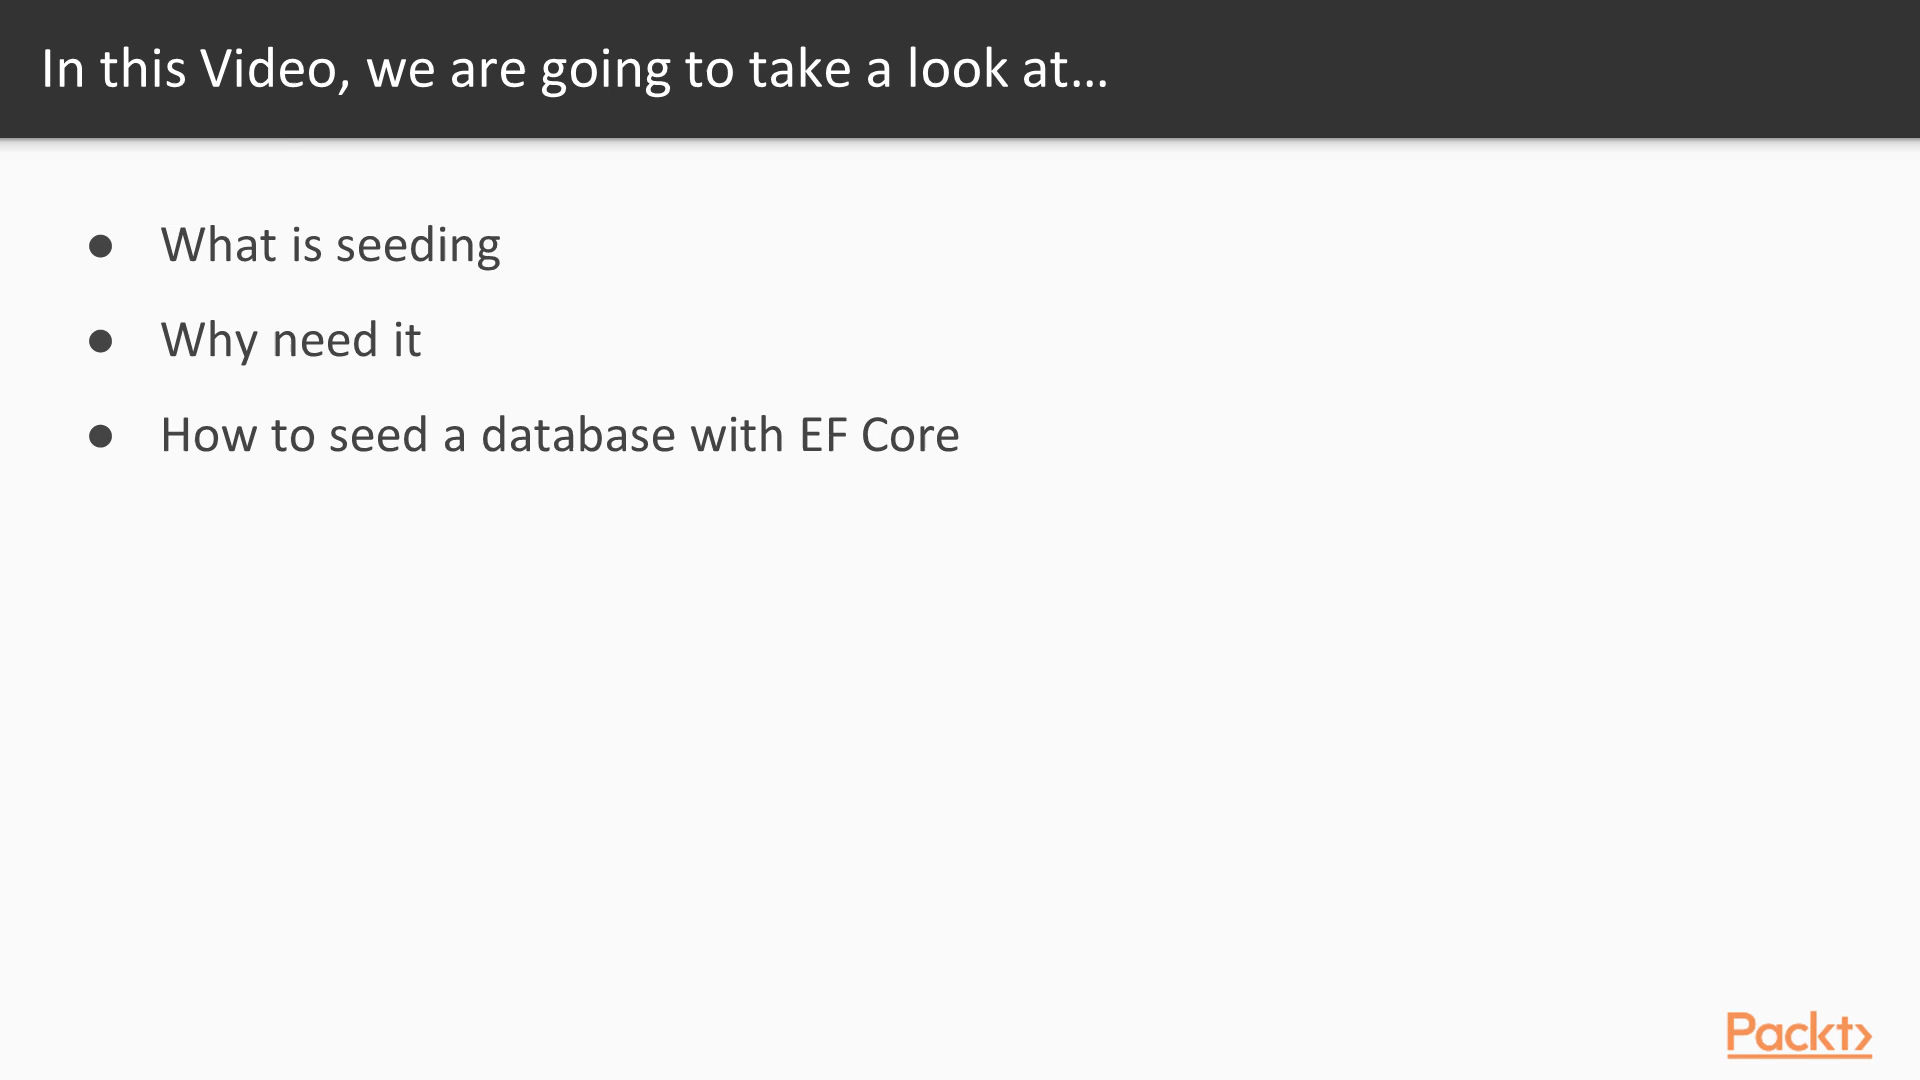 In this Video, we are going to take a look at…
● What is seeding
● Why need it
● How to seed a database with EF Core
Packt>